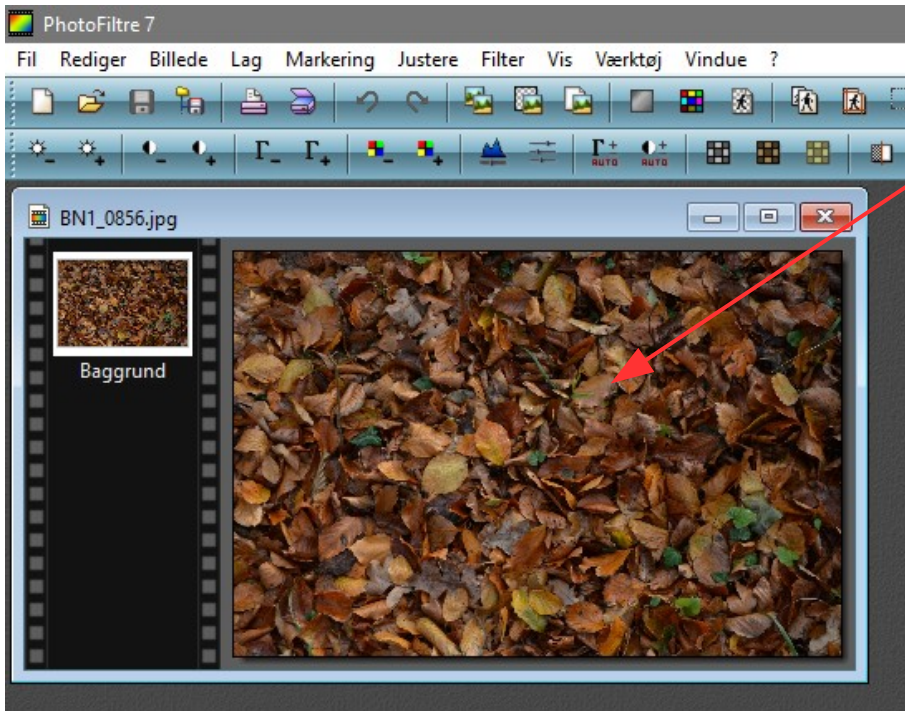 PhotoFiltre 7
Fil Rediger Billede Lag Markering Justere Filter Vis Værktøj Vindue ?
Γ- Γ+ Γ+ AUTO AUTO
BN1_0856.jpg
Baggrund